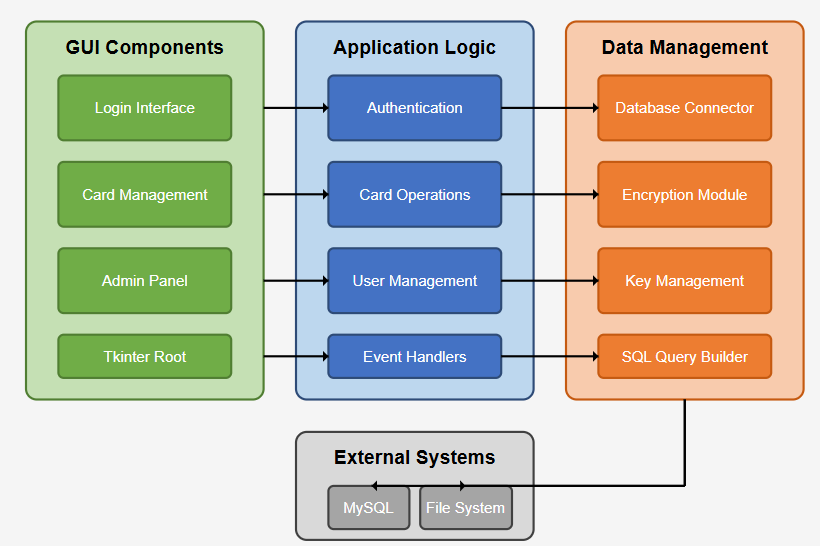 GUI Components
Login Interface
Card Management
Admin Panel
Tkinter Root
Application Logic
Authentication
Card Operations
User Management
Event Handlers
Data Management
Database Connector
Encryption Module
Key Management
SQL Query Builder
External Systems
MySQL
File System